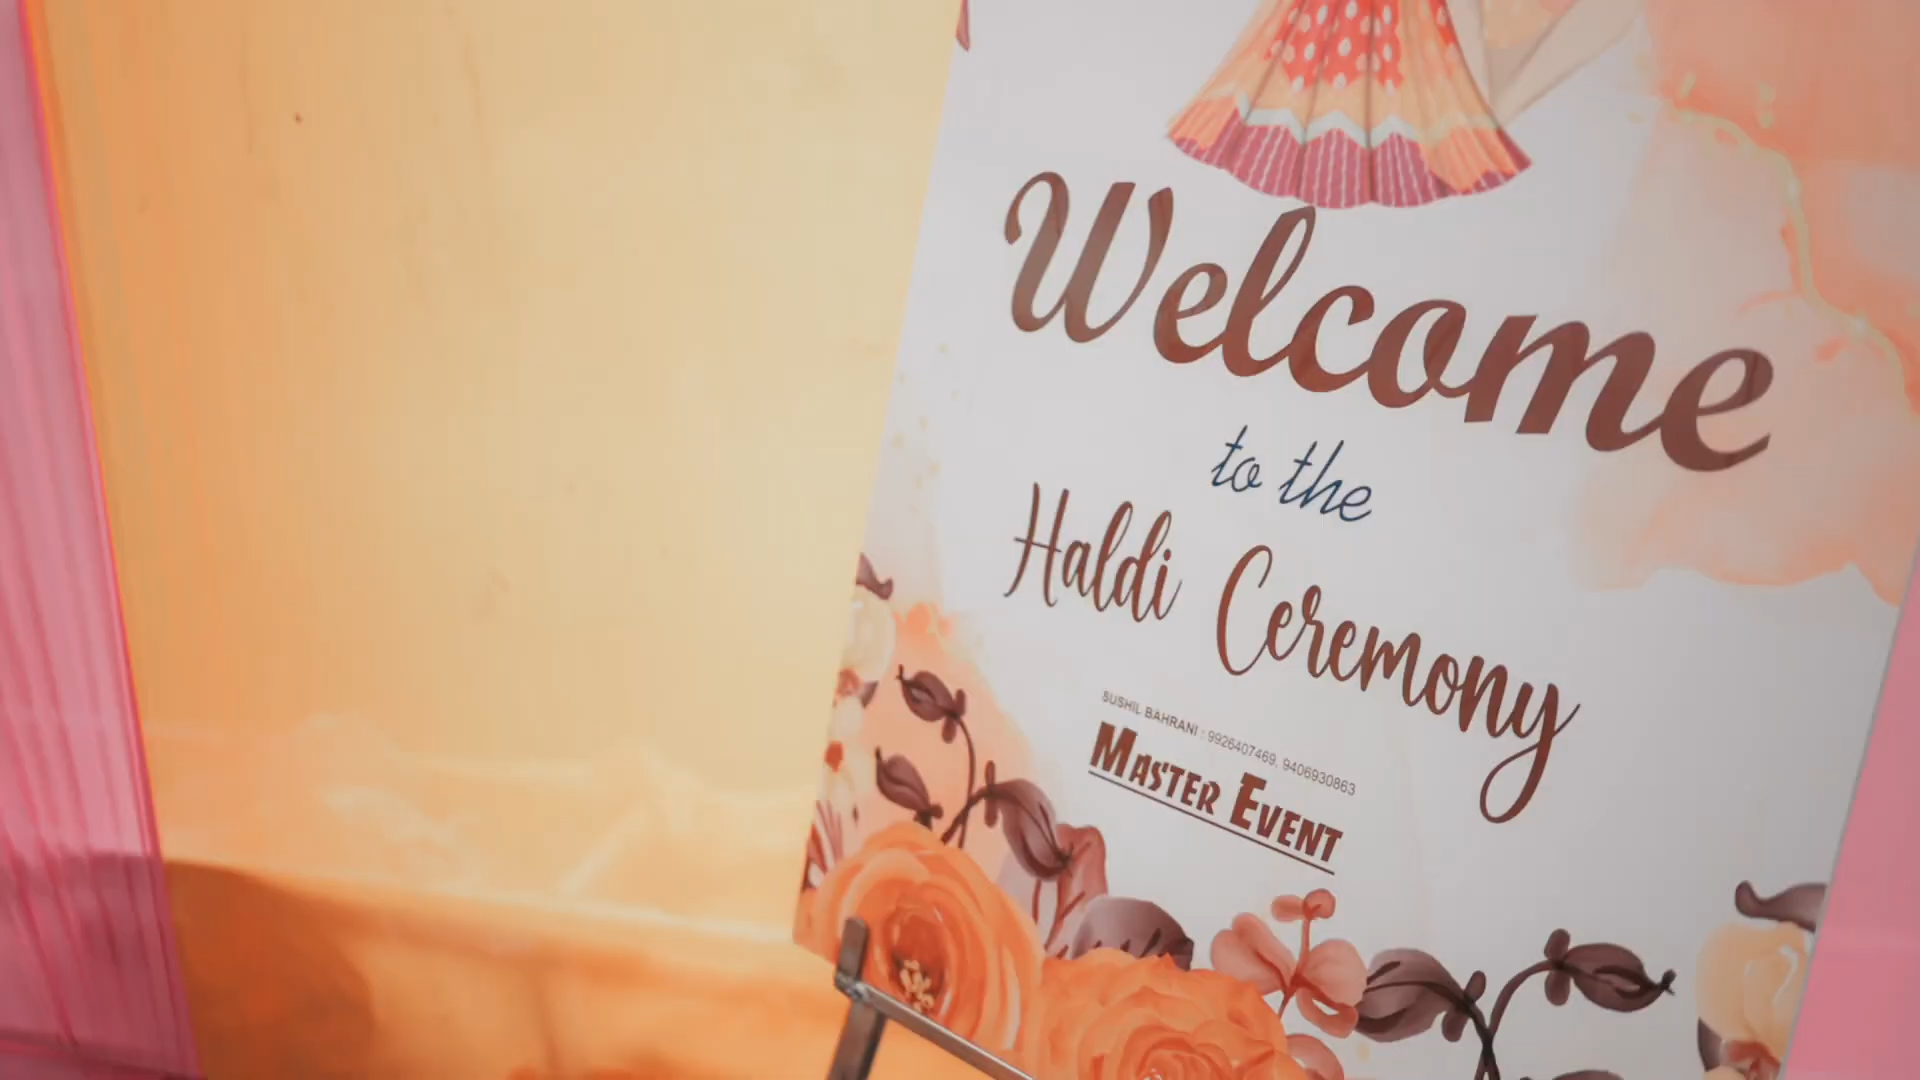 Welcome
to the
Haldi Ceremony
SUSHIL BAHRANI : 9926407469, 9406930863
MASTER EVENT